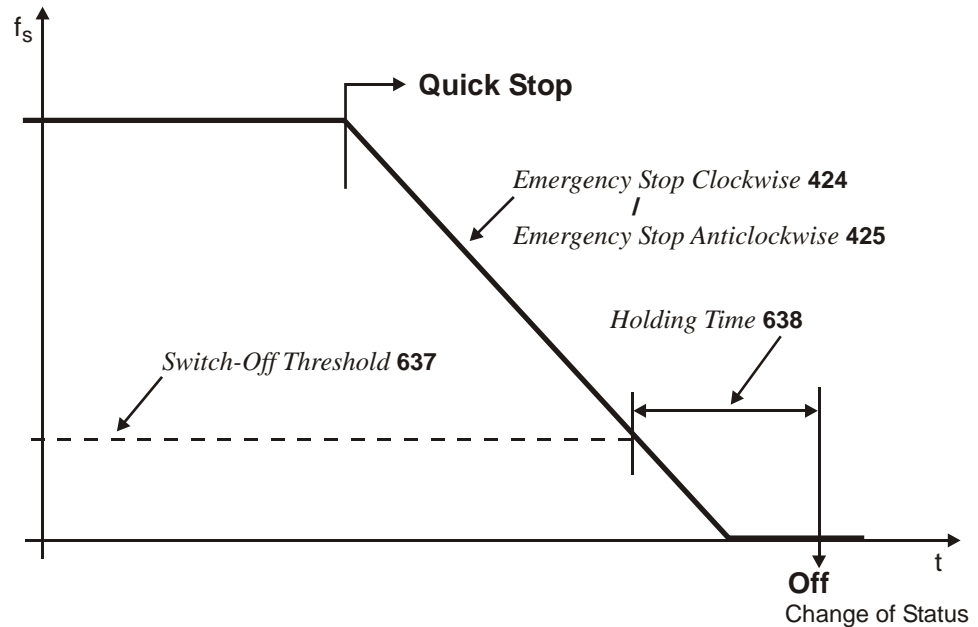 fs
Quick Stop
Emergency Stop Clockwise 424
/
Emergency Stop Anticlockwise 425
Holding Time 638
Switch-Off Threshold 637
t
Off
Change of Status